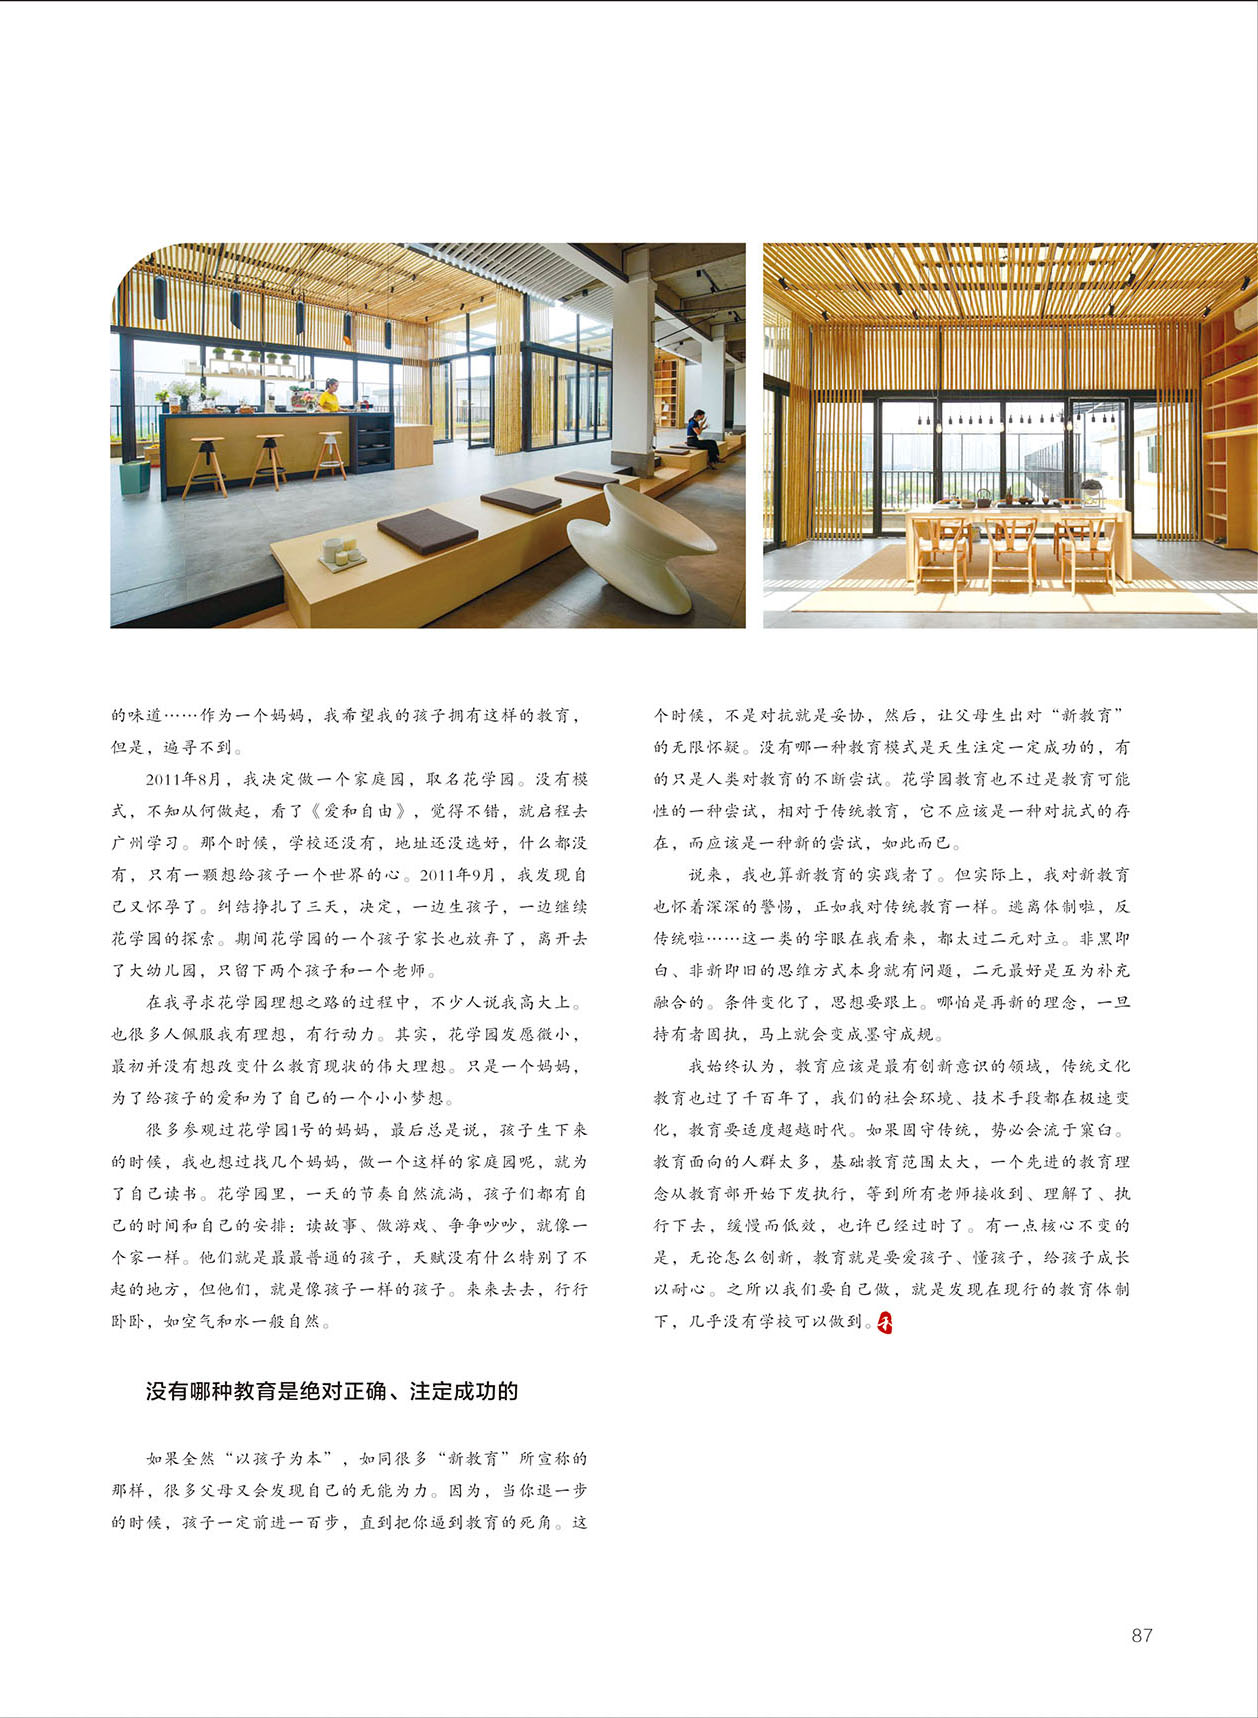 的味道……作为一个妈妈，我希望我的孩子拥有这样的教育，
但是，遍寻不到。
2011年8月，我决定做一个家庭园，取名花学园。没有模
式，不知从何做起，看了《爱和自由》，觉得不错，就启程去
广州学习。那个时候，学校还没有，地址还没选好，什么都没
有，只有一颗想给孩子一个世界的心。2011年9月，我发现自
己又怀孕了。纠结挣扎了三天，决定，一边生孩子，一边继续
花学园的探索。期间花学园的一个孩子家长也放弃了，离开去
了大幼儿园，只留下两个孩子和一个老师。
在我寻求花学园理想之路的过程中，不少人说我高大上。
也很多人佩服我有理想，有行动力。其实，花学园发愿微小，
最初并没有想改变什么教育现状的伟大理想。只是一个妈妈，
为了给孩子的爱和为了自己的一个小小梦想。
很多参观过花学园1号的妈妈，最后总是说，孩子生下来
的时候，我也想过找几个妈妈，做一个这样的家庭园呢，就为
了自己读书。花学园里，一天的节奏自然流淌，孩子们都有自
己的时间和自己的安排：读故事、做游戏、争争吵吵，就像一
个家一样。他们就是最最普通的孩子，天赋没有什么特别了不
起的地方，但他们，就是像孩子一样的孩子。来来去去，行行
卧卧，如空气和水一般自然。
没有哪种教育是绝对正确、注定成功的
如果全然“以孩子为本”，如同很多“新教育”所宣称的
那样，很多父母又会发现自己的无能为力。因为，当你退一步
的时候，孩子一定前进一百步，直到把你逼到教育的死角。这
个时候，不是对抗就是妥协，然后，让父母生出对“新教育”
的无限怀疑。没有哪一种教育模式是天生注定一定成功的，有
的只是人类对教育的不断尝试。花学园教育也不过是教育可能
性的一种尝试，相对于传统教育，它不应该是一种对抗式的存
在，而应该是一种新的尝试，如此而已。
说来，我也算新教育的实践者了。但实际上，我对新教育
也怀着深深的警惕，正如我对传统教育一样。逃离体制啦，反
传统啦……这一类的字眼在我看来，都太过二元对立。非黑即
白、非新即旧的思维方式本身就有问题，二元最好是互为补充
融合的。条件变化了，思想要跟上。哪怕是再新的理念，一旦
持有者固执，马上就会变成墨守成规。
我始终认为，教育应该是最有创新意识的领域，传统文化
教育也过了千百年了，我们的社会环境、技术手段都在极速变
化，教育要适度超越时代。如果固守传统，势必会流于窠臼。
教育面向的人群太多，基础教育范围太大，一个先进的教育理
念从教育部开始下发执行，等到所有老师接收到、理解了、执
行下去，缓慢而低效，也许已经过时了。有一点核心不变的
是，无论怎么创新，教育就是要爱孩子、懂孩子，给孩子成长
以耐心。之所以我们要自己做，就是发现在现行的教育体制
下，几乎没有学校可以做到。禾
87